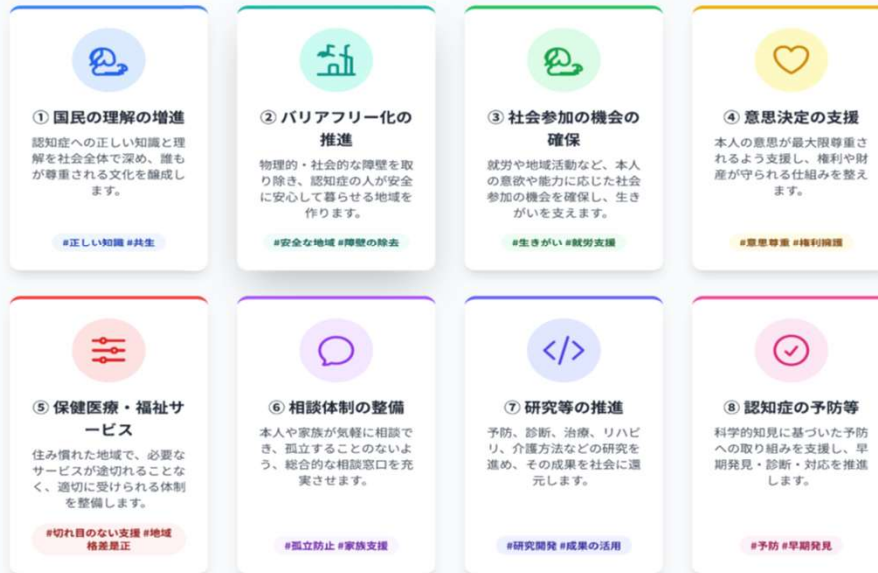 ① 国民の理解の増進
認知症への正しい知識と理
解を社会全体で深め、誰も
が尊重される文化を醸成し
ます。
#正しい知識 #共生
② バリアフリー化の
推進
物理的・社会的な障壁を取
り除き、認知症の人が安全
に安心して暮らせる地域を
作ります。
#安全な地域 #障壁の除去
③ 社会参加の機会の
確保
就労や地域活動など、本人
の意欲や能力に応じた社会
参加の機会を確保し、生き
がいを支えます。
#生きがい #就労支援
④ 意思決定の支援
本人の意思が最大限尊重さ
れるよう支援し、権利や財
産が守られる仕組みを整え
ます。
#意思尊重 #権利擁護
⑤ 保健医療・福祉サ
ービス
住み慣れた地域で、必要な
サービスが途切れることな
く、適切に受けられる体制
を整備します。
#切れ目のない支援 #地域
格差是正
⑥ 相談体制の整備
本人や家族が気軽に相談で
き、孤立することのないよ
う、総合的な相談窓口を充
実させます。
#孤立防止 #家族支援
⑦ 研究等の推進
予防、診断、治療、リハビ
リ、介護方法などの研究を
進め、その成果を社会に還
元します。
#研究開発 #成果の活用
⑧ 認知症の予防等
科学的知見に基づいた予防
への取り組みを支援し、早
期発見・診断・対応を推進
します。
#予防 #早期発見